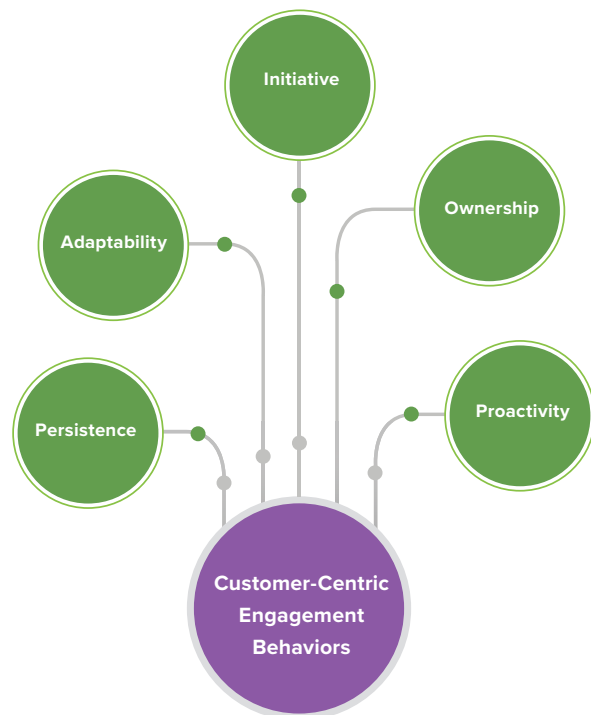 Initiative
Ownership
Adaptability
Proactivity
Persistence
Customer-Centric
Engagement
Behaviors